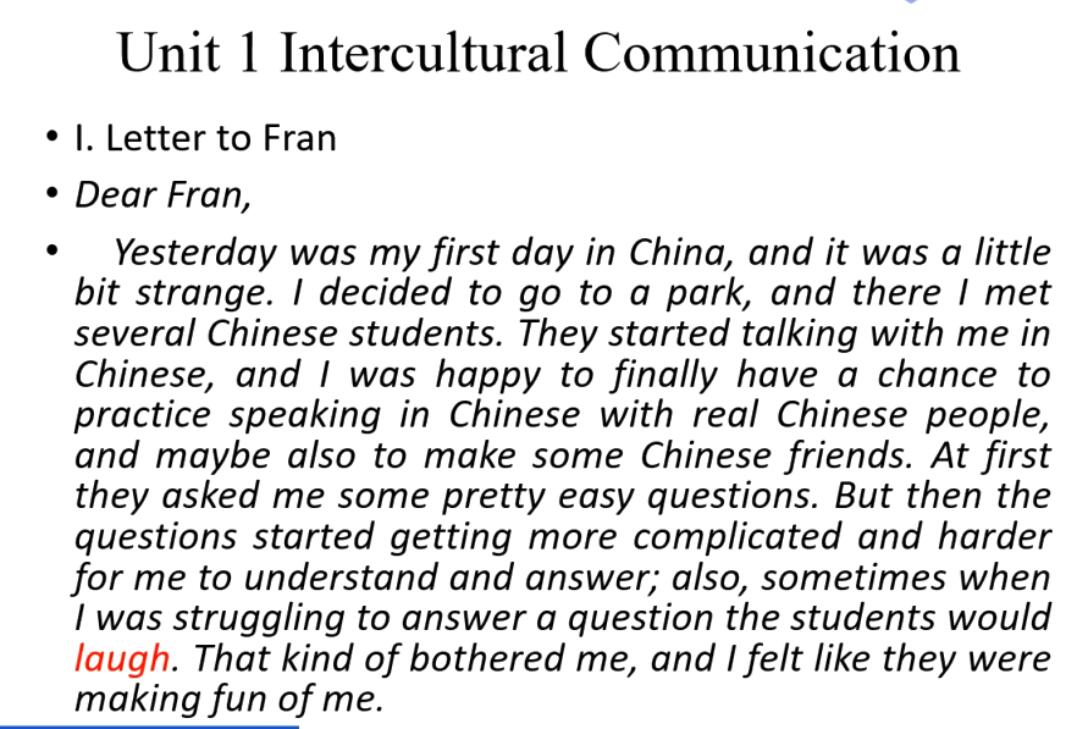 Unit 1 Intercultural Communication
• I. Letter to Fran
• Dear Fran,
• Yesterday was my first day in China, and it was a little
bit strange. I decided to go to a park, and there I met
several Chinese students. They started talking with me in
Chinese, and I was happy to finally have a chance to
practice speaking in Chinese with real Chinese people,
and maybe also to make some Chinese friends. At first
they asked me some pretty easy questions. But then the
questions started getting more complicated and harder
for me to understand and answer; also, sometimes when
I was struggling to answer a question the students would
laugh. That kind of bothered me, and I felt like they were
making fun of me.